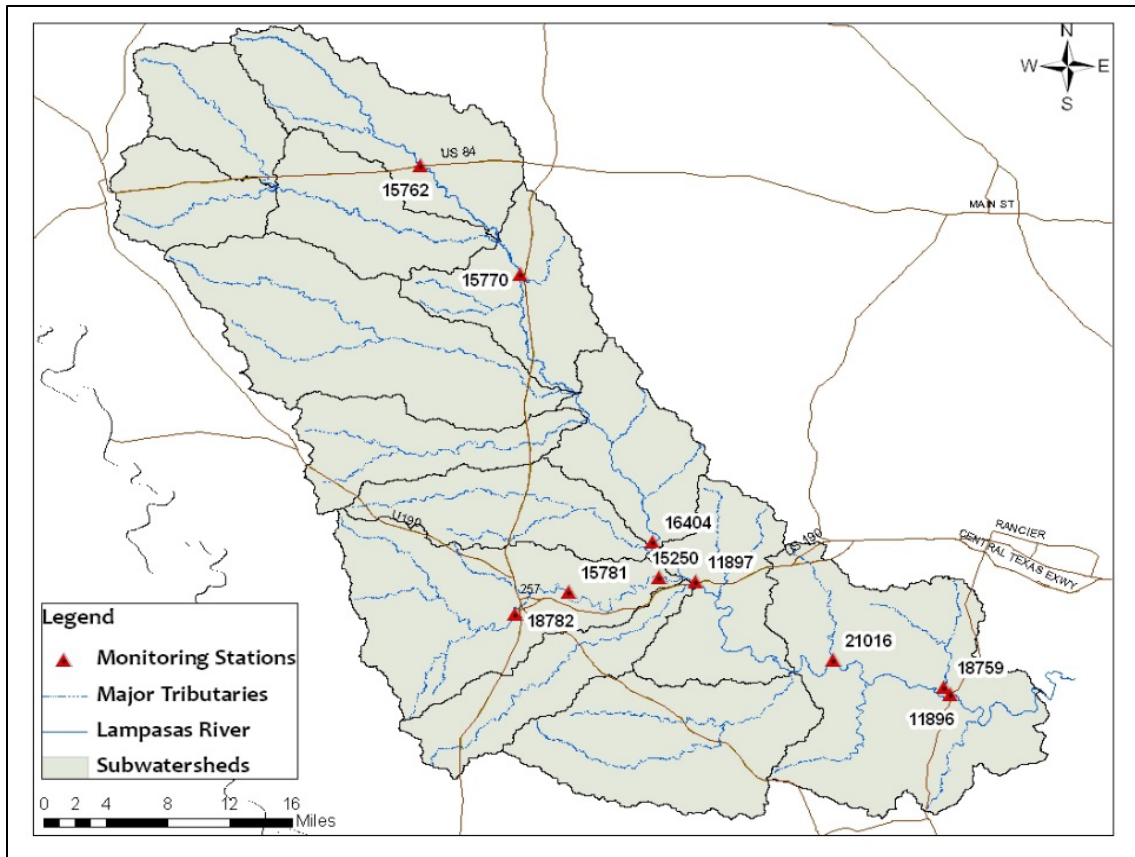 N
W E
S
US 84
15762
MAIN ST
15770
16404
U190
15250
11897
US 190
RANCIER
CENTRAL TEXAS EXWY
15781
257
18782
21016
18759
11896
Legend
Monitoring Stations
Major Tributaries
Lampasas River
Subwatersheds
0 2 4 8 12 16
Miles